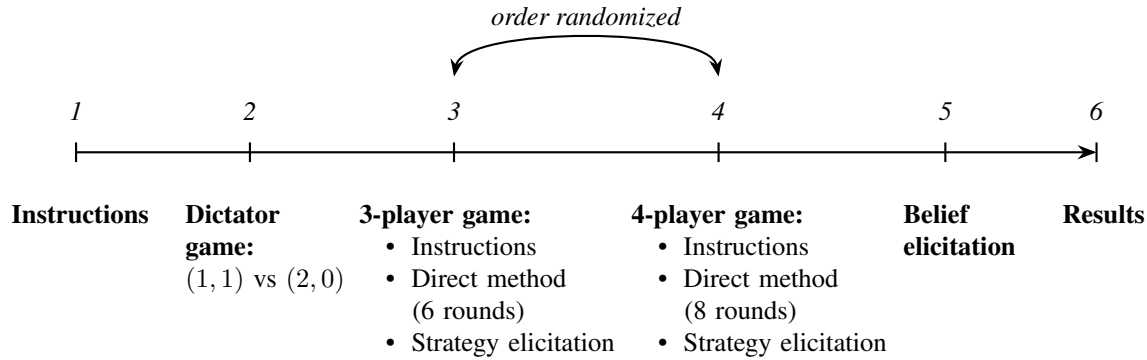 order randomized
1 2 3 4 5 6
Instructions
Dictator
game:
(1, 1) vs (2, 0)
3-player game:
• Instructions
• Direct method
(6 rounds)
• Strategy elicitation
4-player game:
• Instructions
• Direct method
(8 rounds)
• Strategy elicitation
Belief
elicitation
Results